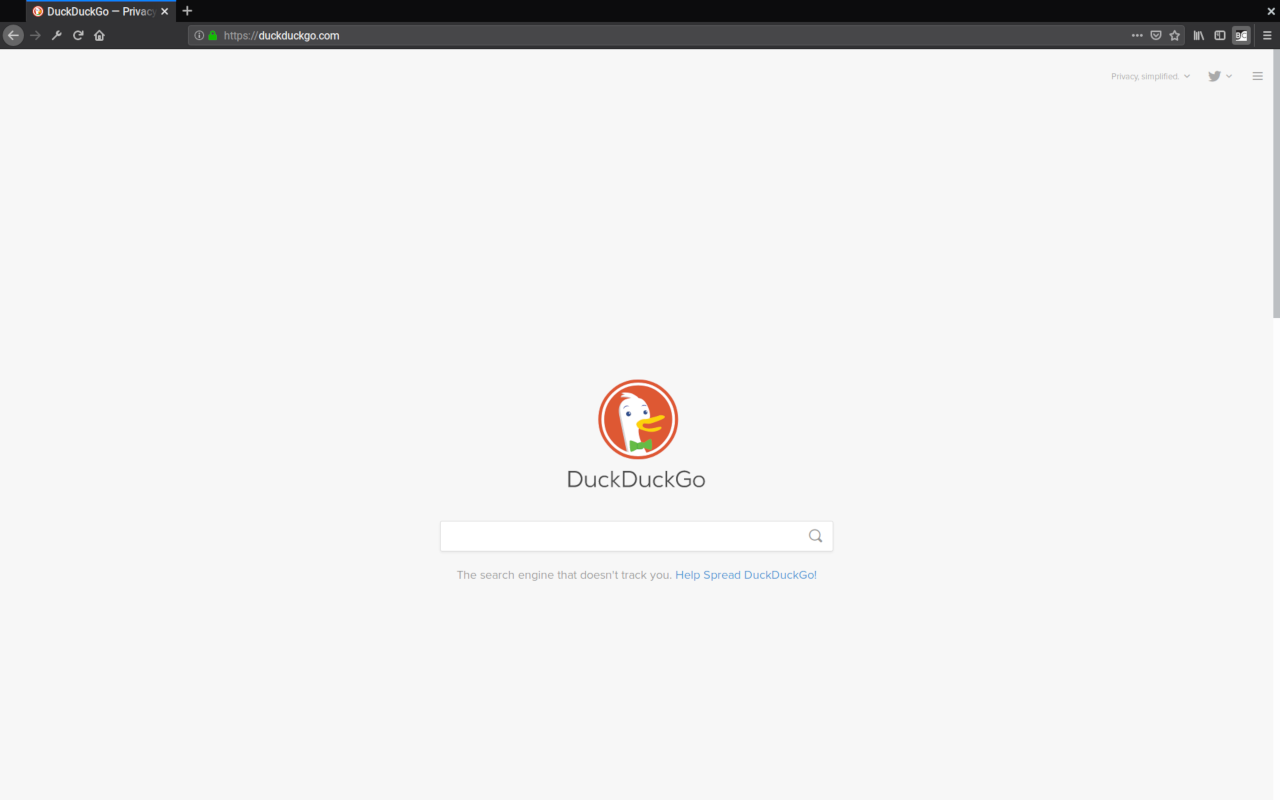 DuckDuckGo — Privacy
https://duckduckgo.com
Privacy, simplified.
DuckDuckGo
The search engine that doesn't track you. Help Spread DuckDuckGo!